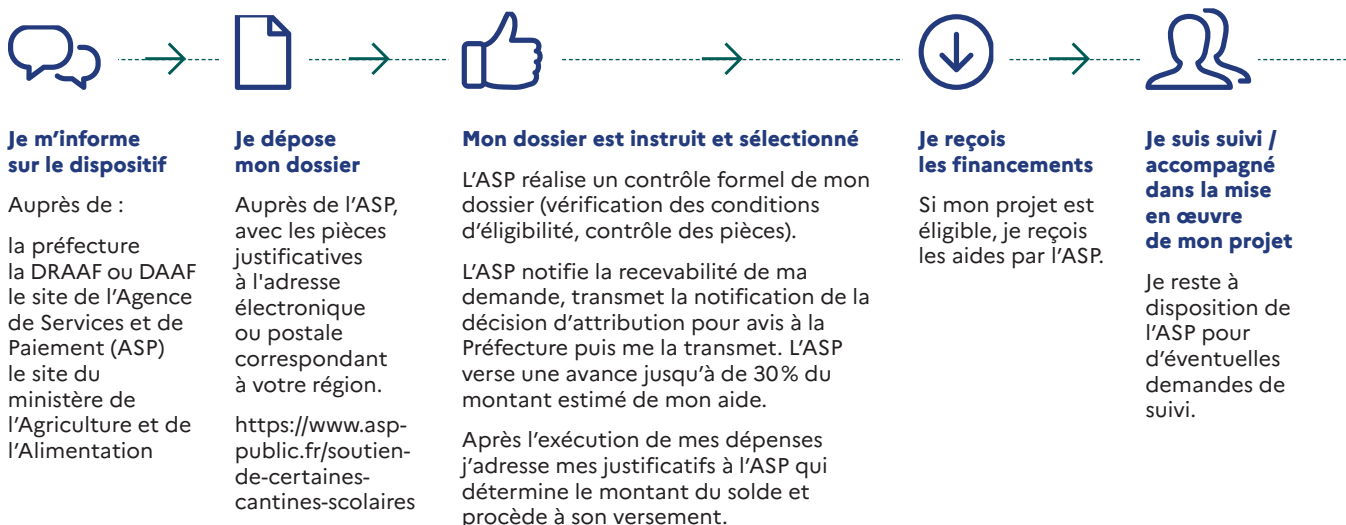 Je m'informe
sur le dispositif
Auprès de :
la préfecture
la DRAAF ou DAAF
le site de l'Agence
de Services et de
Paiement (ASP)
le site du
ministère de
l'Agriculture et de
l'Alimentation
Je dépose
mon dossier
Auprès de l'ASP,
avec les pièces
justificatives
à l'adresse
électronique
ou postale
correspondant
à votre région.
https://www.asp-
public.fr/soutien-
de-certaines-
cantines-scolaires
Mon dossier est instruit et sélectionné
L'ASP réalise un contrôle formel de mon
dossier (vérification des conditions
d'éligibilité, contrôle des pièces).
L'ASP notifie la recevabilité de ma
demande, transmet la notification de la
décision d'attribution pour avis à la
Préfecture puis me la transmet. L'ASP
verse une avance jusqu'à de 30 % du
montant estimé de mon aide.
Après l'exécution de mes dépenses
j'adresse mes justificatifs à l'ASP qui
détermine le montant du solde et
procède à son versement.
Je reçois
les financements
Si mon projet est
éligible, je reçois
les aides par l'ASP.
Je suis suivi /
accompagné
dans la mise
en œuvre
de mon projet
Je reste à
disposition de
l'ASP pour
d'éventuelles
demandes de
suivi.